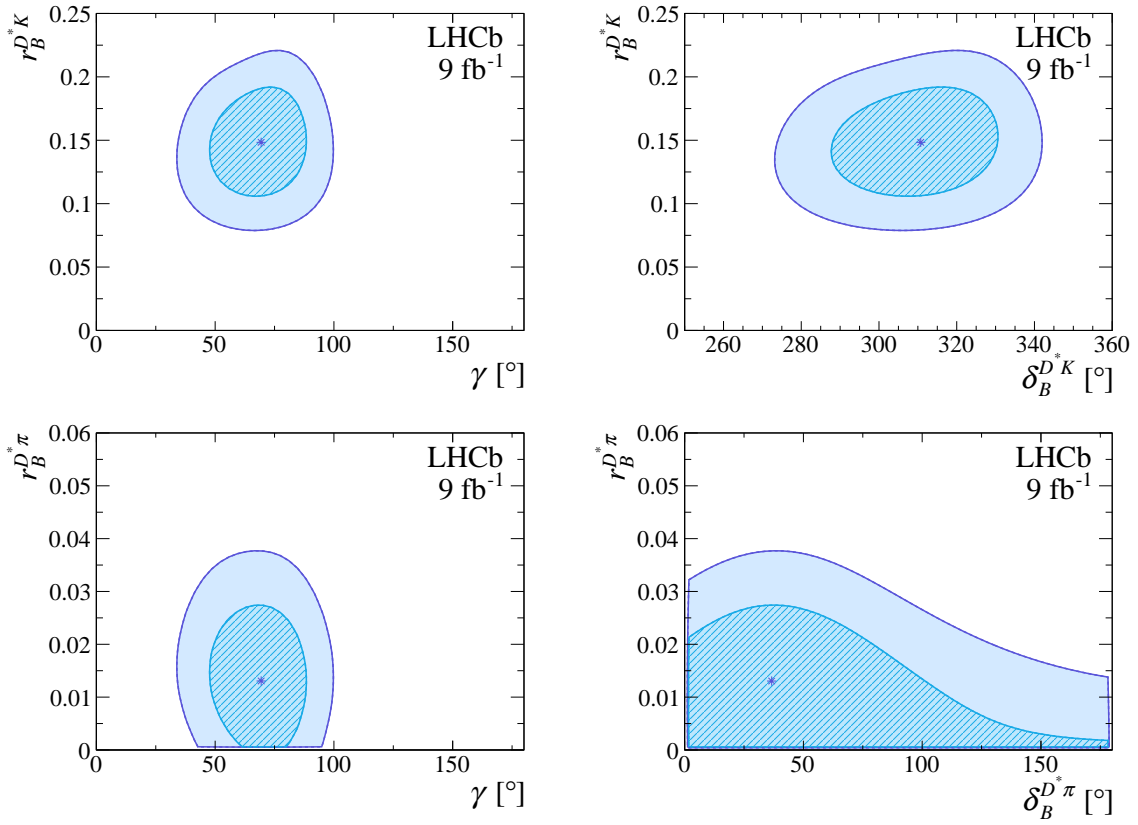 r_B^{D^*K}
LHCb
9 fb⁻¹
0.25
0.2
0.15
0.1
0.05
0
0 50 100 150
γ [°]
r_B^{D^*K}
LHCb
9 fb⁻¹
0.25
0.2
0.15
0.1
0.05
0
260 280 300 320 340 360
δ_B^{D^*K} [°]
r_B^{D^*π}
LHCb
9 fb⁻¹
0.06
0.05
0.04
0.03
0.02
0.01
0
0 50 100 150
γ [°]
r_B^{D^*π}
LHCb
9 fb⁻¹
0.06
0.05
0.04
0.03
0.02
0.01
0
0 50 100 150
δ_B^{D^*π} [°]